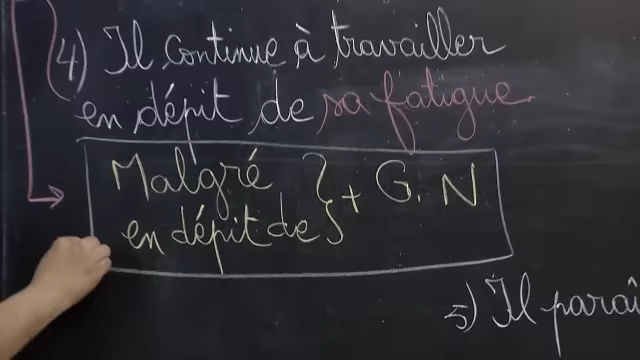 4) Il continue à travailler
en dépit de sa fatigue
Malgré
en dépit de } + G. N
5) Il paraî